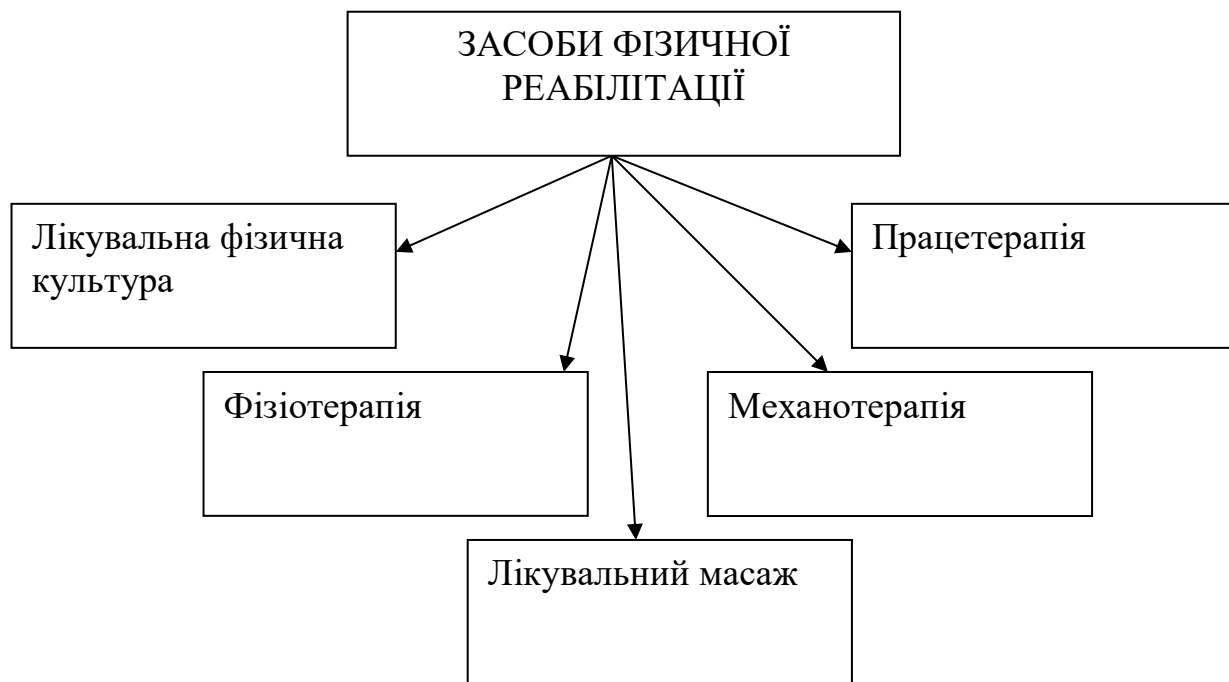 ЗАСОБИ ФІЗИЧНОЇ
РЕАБІЛІТАЦІЇ
Лікувальна фізична
культура
Працетерапія
Фізіотерапія
Механотерапія
Лікувальний масаж